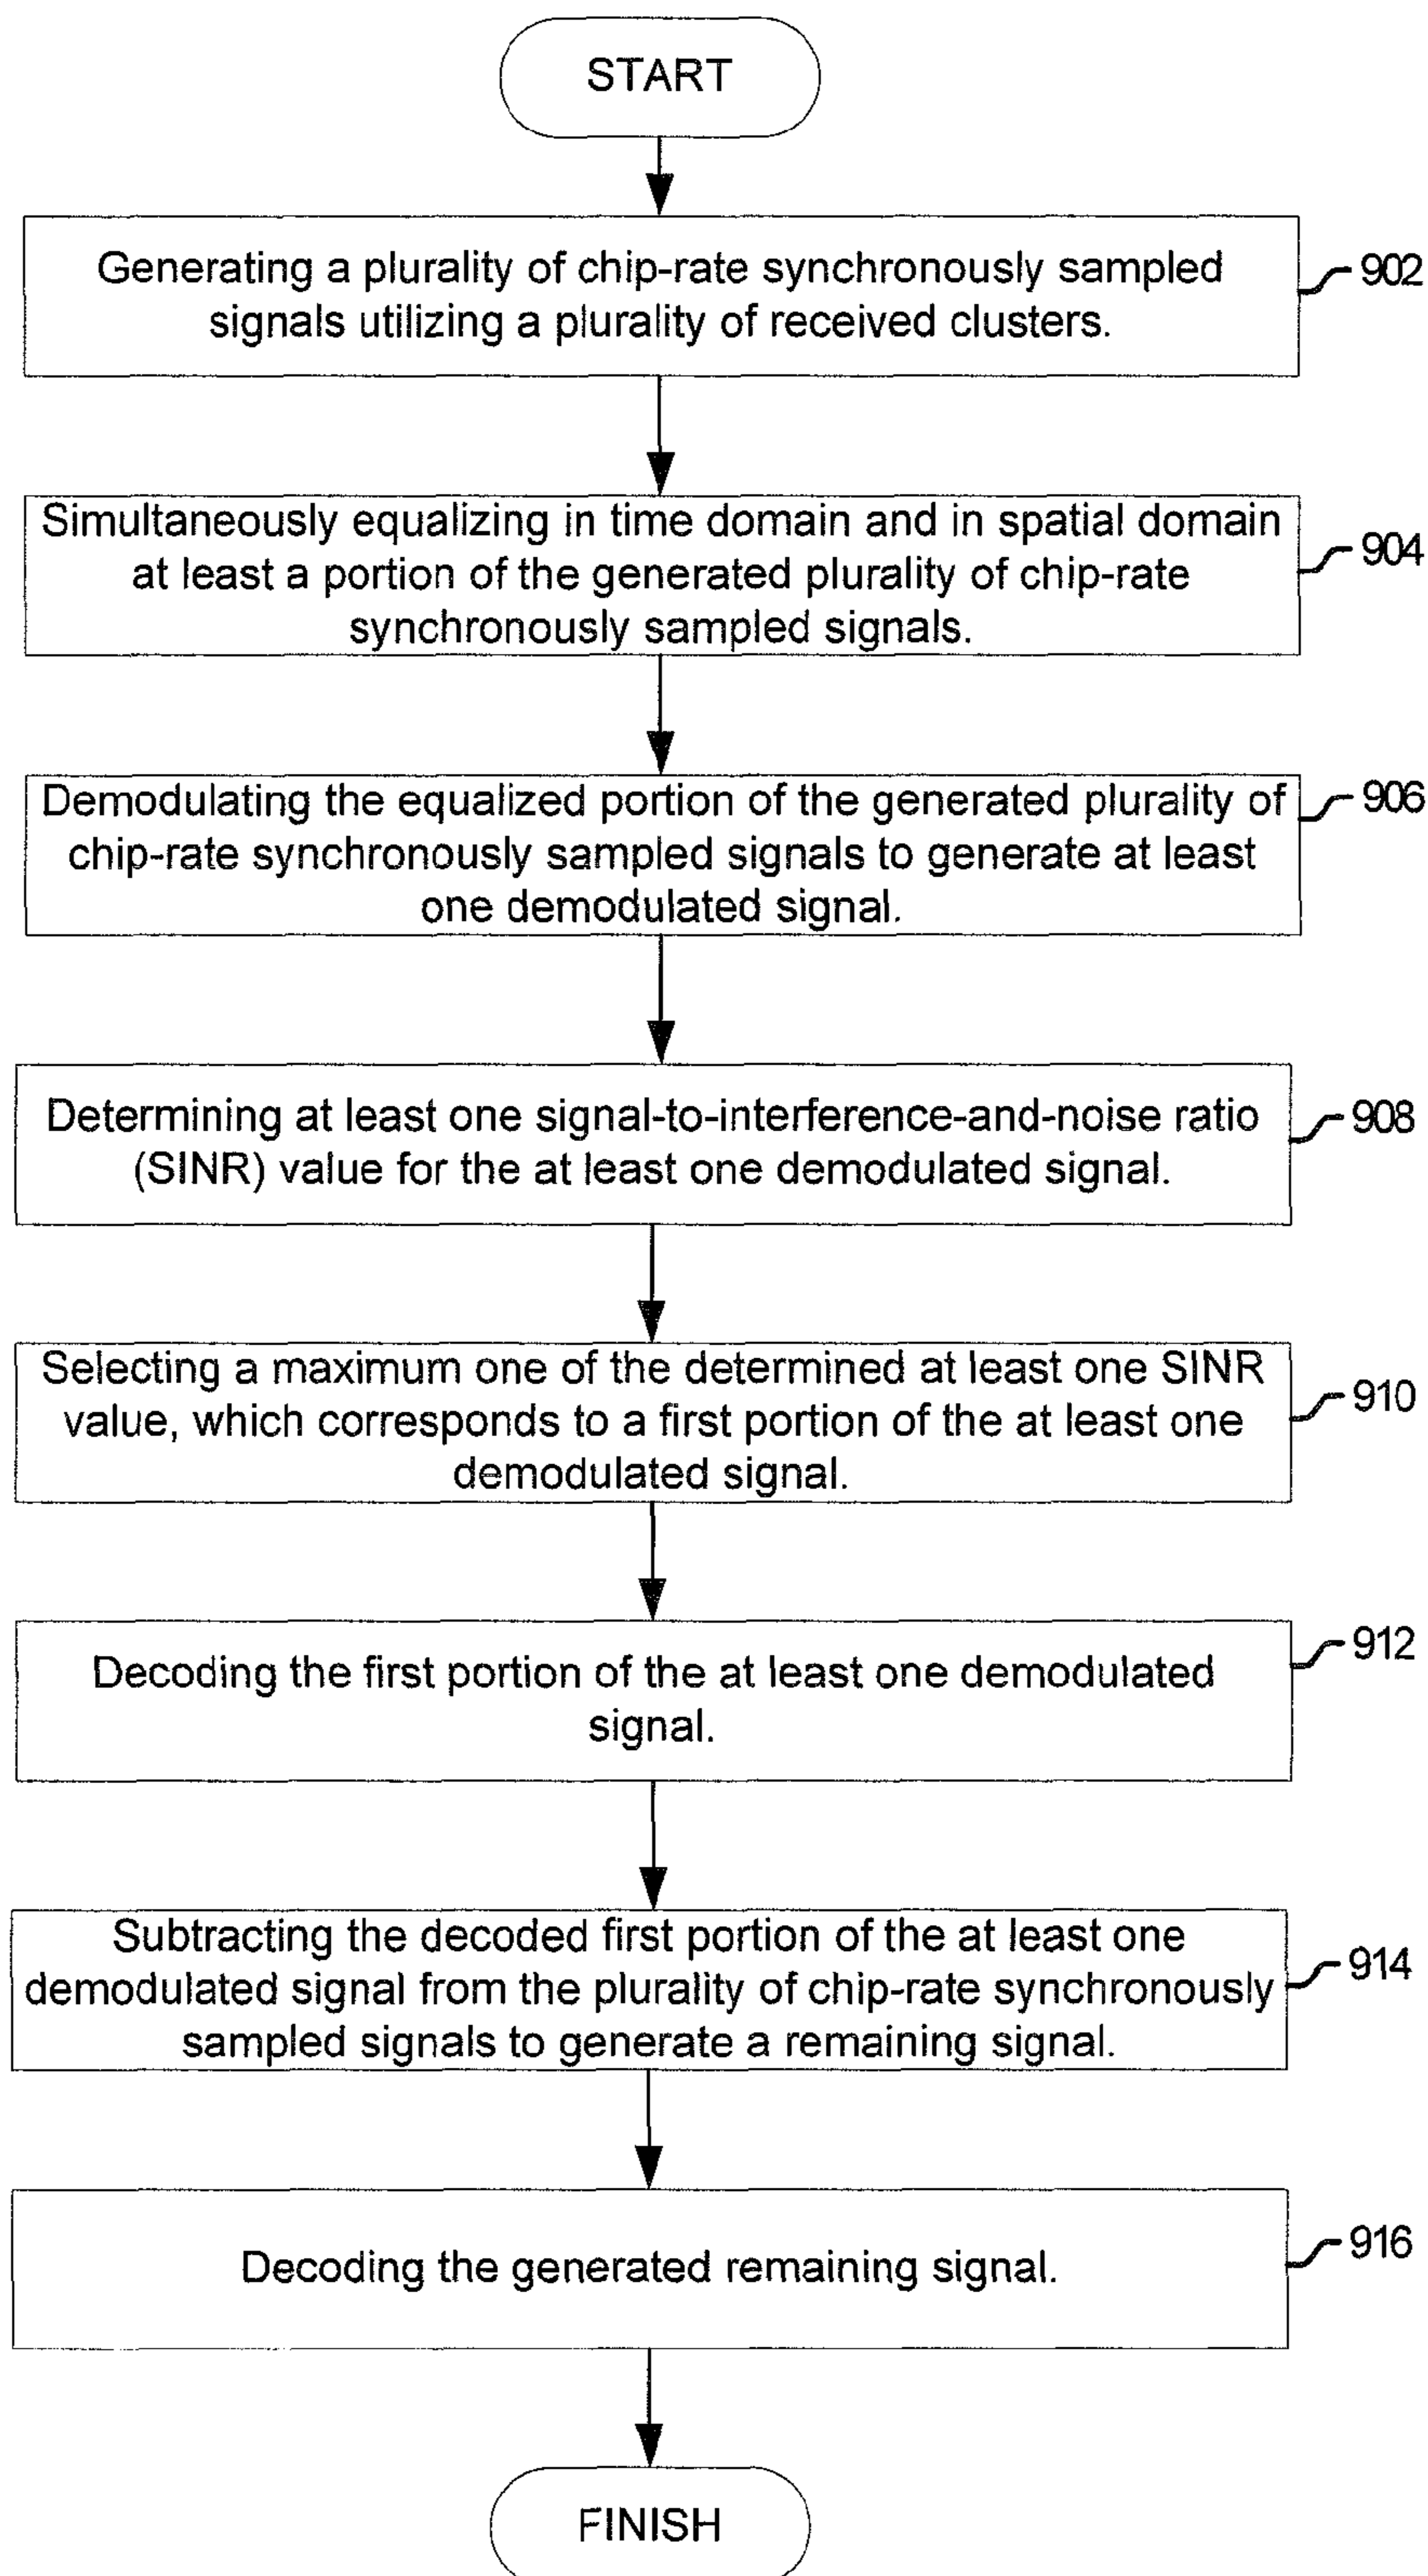 START
Generating a plurality of chip-rate synchronously sampled
signals utilizing a plurality of received clusters.
902
Simultaneously equalizing in time domain and in spatial domain
at least a portion of the generated plurality of chip-rate
synchronously sampled signals.
904
Demodulating the equalized portion of the generated plurality of
chip-rate synchronously sampled signals to generate at least
one demodulated signal.
906
Determining at least one signal-to-interference-and-noise ratio
(SINR) value for the at least one demodulated signal.
908
Selecting a maximum one of the determined at least one SINR
value, which corresponds to a first portion of the at least one
demodulated signal.
910
Decoding the first portion of the at least one demodulated
signal.
912
Subtracting the decoded first portion of the at least one
demodulated signal from the plurality of chip-rate synchronously
sampled signals to generate a remaining signal.
914
Decoding the generated remaining signal.
916
FINISH